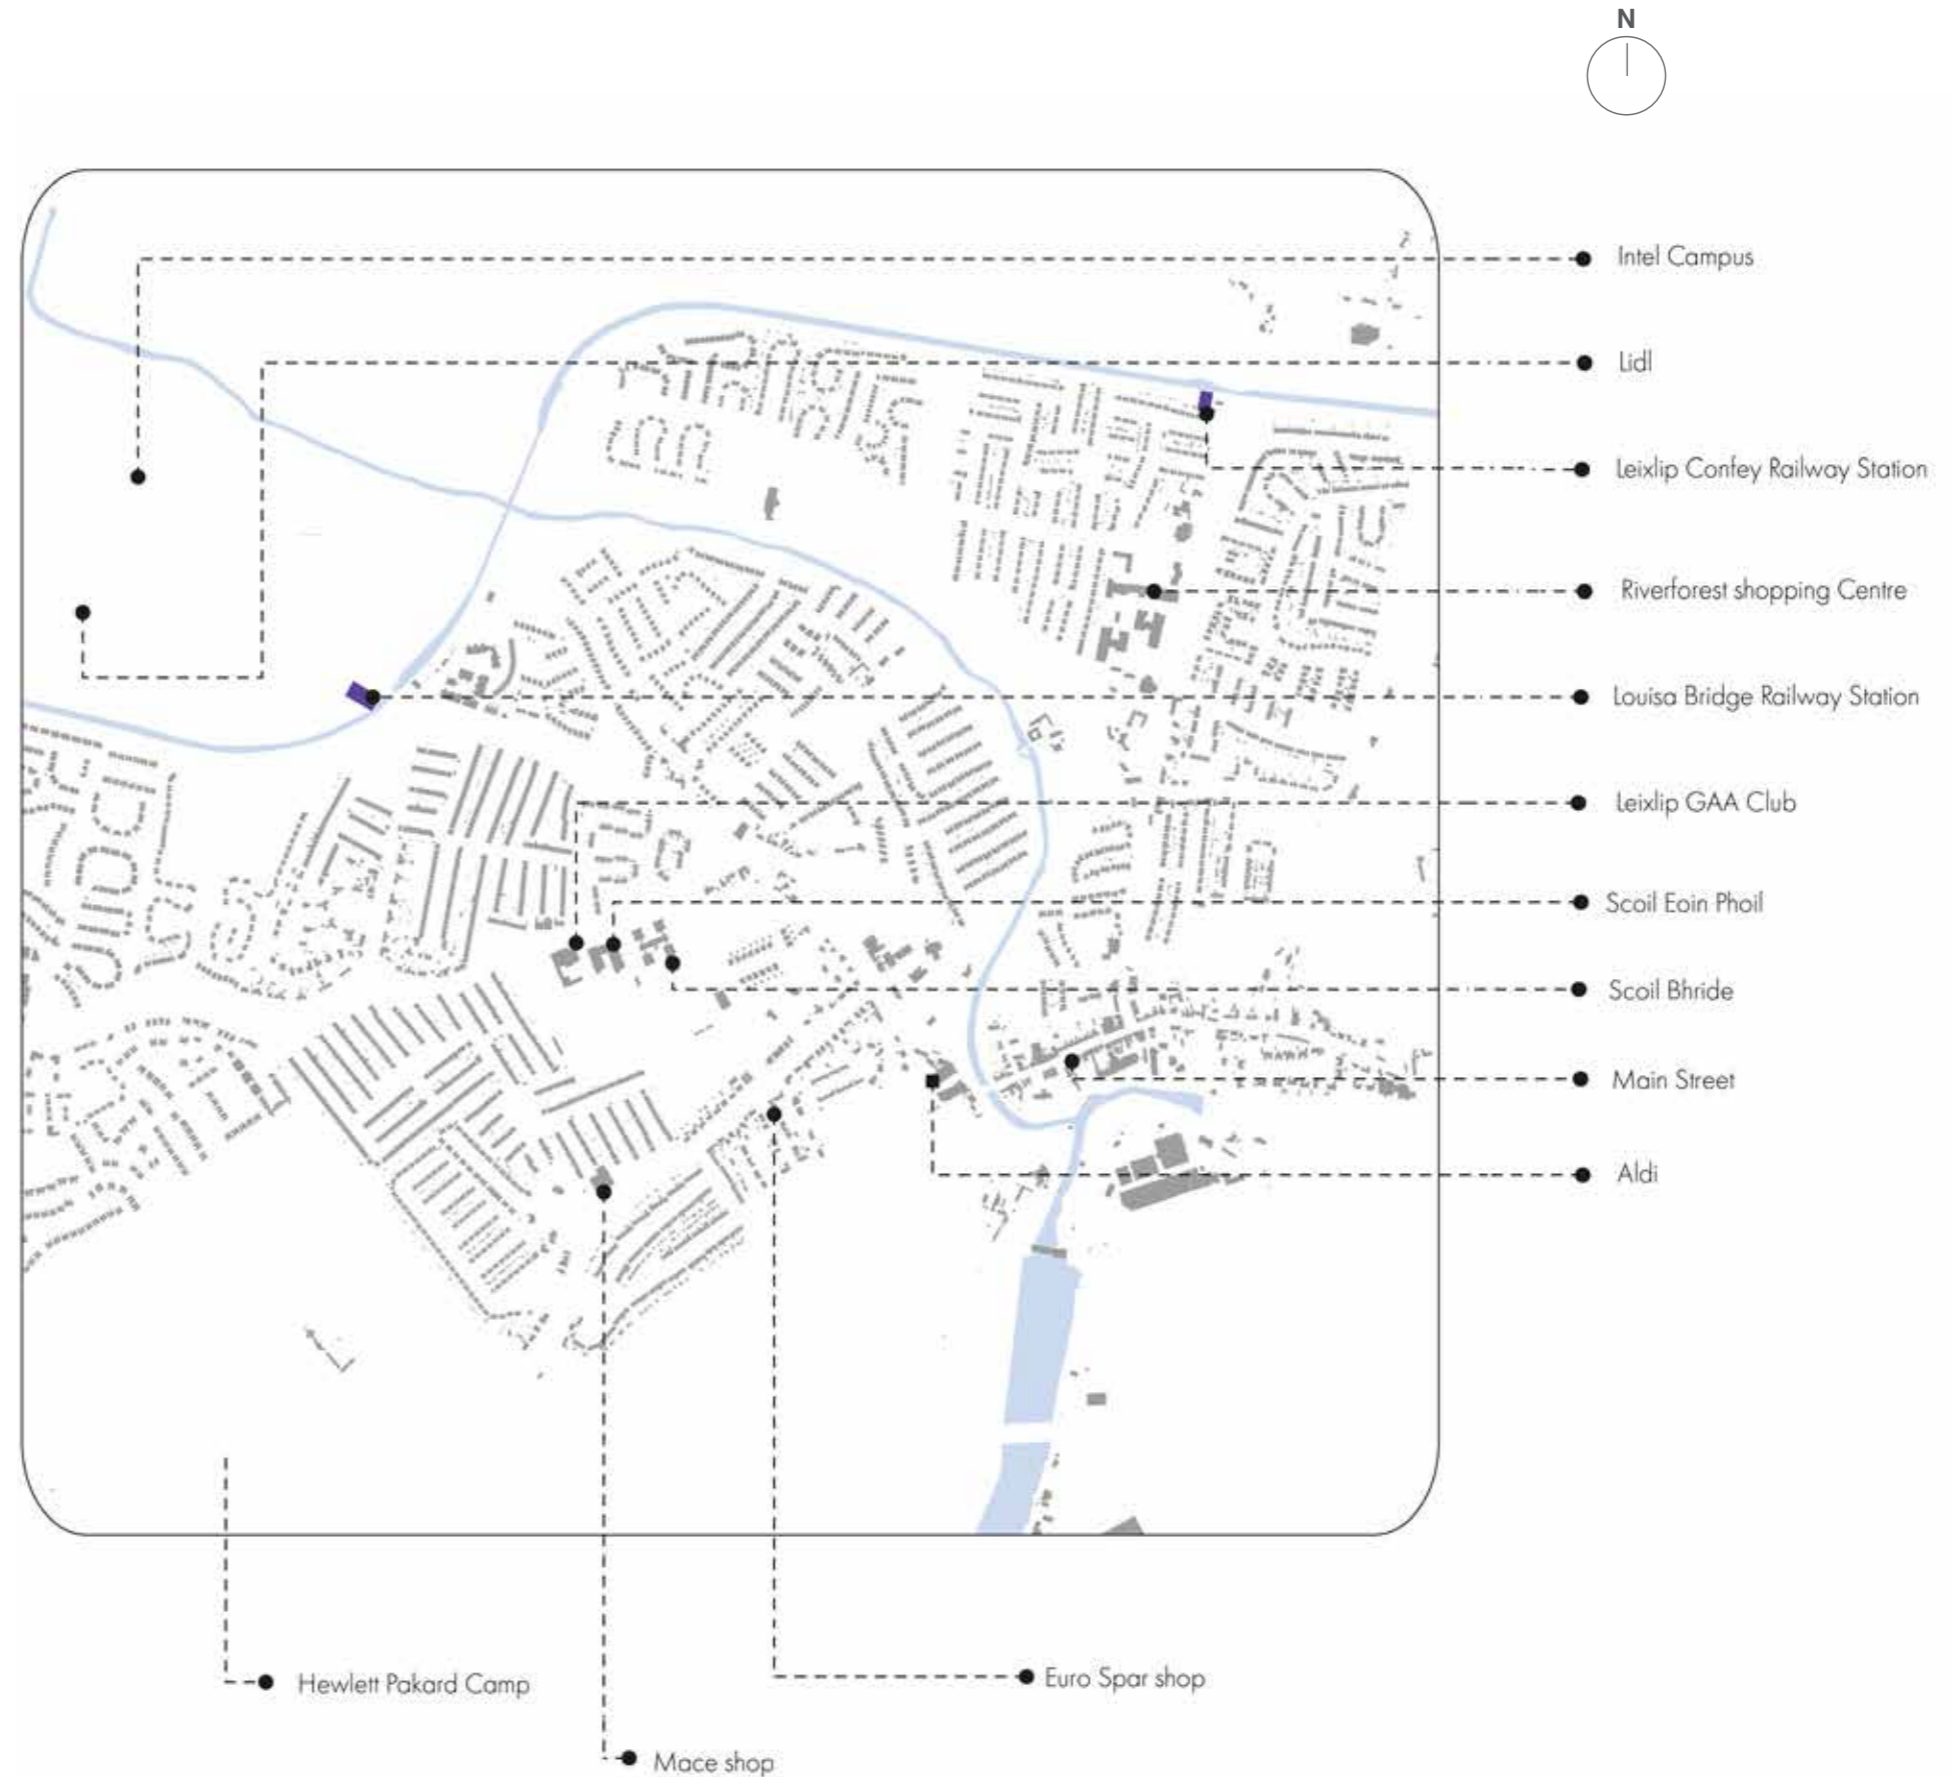 N
Intel Campus
Lidl
Leixlip Confey Railway Station
Riverforest shopping Centre
Louisa Bridge Railway Station
Leixlip GAA Club
Scoil Eoin Phoil
Scoil Bhride
Main Street
Aldi
Hewlett Pakard Camp
Euro Spar shop
Mace shop